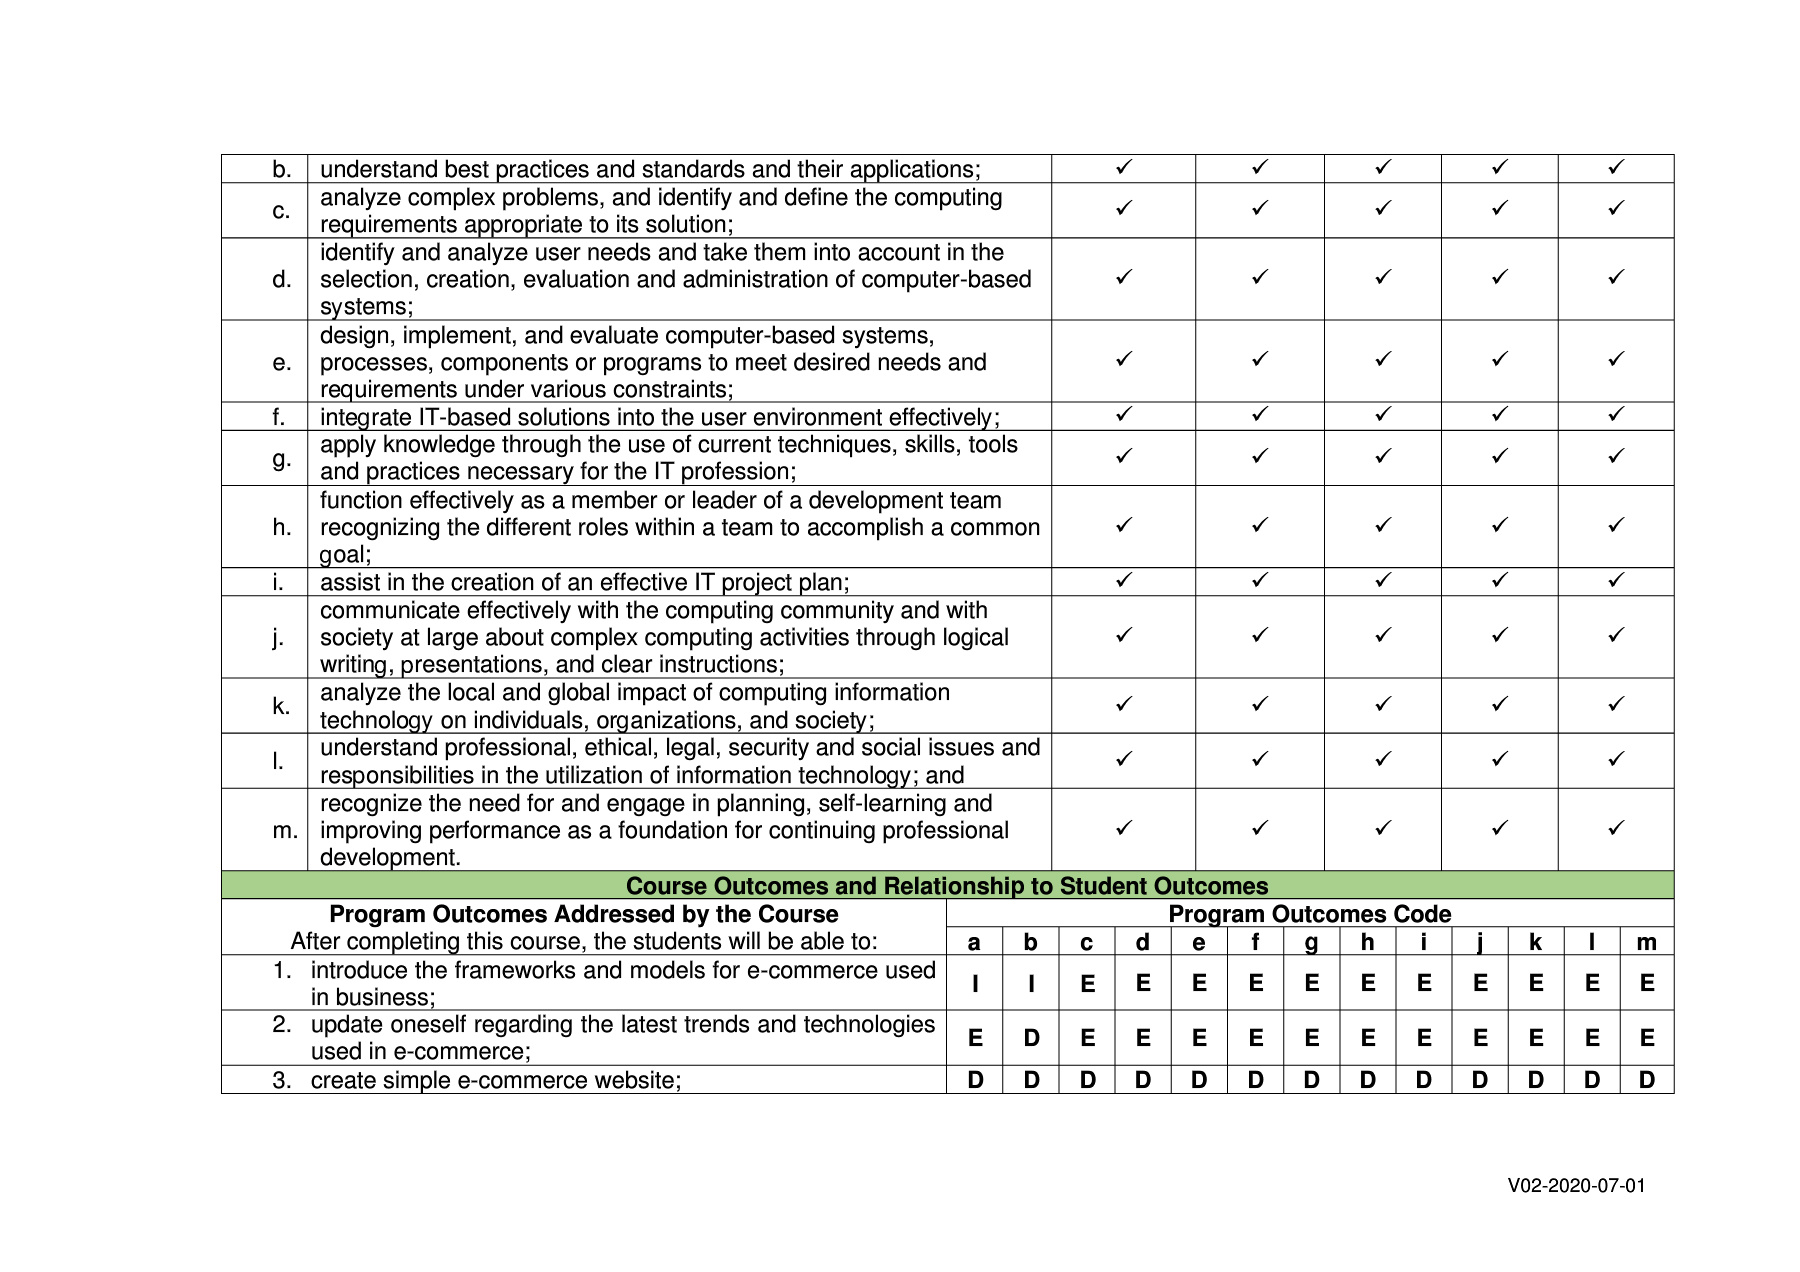 b. understand best practices and standards and their applications; ✓ ✓ ✓ ✓ ✓
c. analyze complex problems, and identify and define the computing
requirements appropriate to its solution; ✓ ✓ ✓ ✓ ✓
d. identify and analyze user needs and take them into account in the
selection, creation, evaluation and administration of computer-based
systems; ✓ ✓ ✓ ✓ ✓
e. design, implement, and evaluate computer-based systems,
processes, components or programs to meet desired needs and
requirements under various constraints; ✓ ✓ ✓ ✓ ✓
f. integrate IT-based solutions into the user environment effectively; ✓ ✓ ✓ ✓ ✓
g. apply knowledge through the use of current techniques, skills, tools
and practices necessary for the IT profession; ✓ ✓ ✓ ✓ ✓
h. function effectively as a member or leader of a development team
recognizing the different roles within a team to accomplish a common
goal; ✓ ✓ ✓ ✓ ✓
i. assist in the creation of an effective IT project plan; ✓ ✓ ✓ ✓ ✓
j. communicate effectively with the computing community and with
society at large about complex computing activities through logical
writing, presentations, and clear instructions; ✓ ✓ ✓ ✓ ✓
k. analyze the local and global impact of computing information
technology on individuals, organizations, and society; ✓ ✓ ✓ ✓ ✓
l. understand professional, ethical, legal, security and social issues and
responsibilities in the utilization of information technology; and ✓ ✓ ✓ ✓ ✓
m. recognize the need for and engage in planning, self-learning and
improving performance as a foundation for continuing professional
development. ✓ ✓ ✓ ✓ ✓
Course Outcomes and Relationship to Student Outcomes
Program Outcomes Addressed by the Course Program Outcomes Code
After completing this course, the students will be able to: a b c d e f g h i j k l m
1. introduce the frameworks and models for e-commerce used
in business; I I E E E E E E E E E E E
2. update oneself regarding the latest trends and technologies
used in e-commerce; E D E E E E E E E E E E E
3. create simple e-commerce website; D D D D D D D D D D D D D
V02-2020-07-01